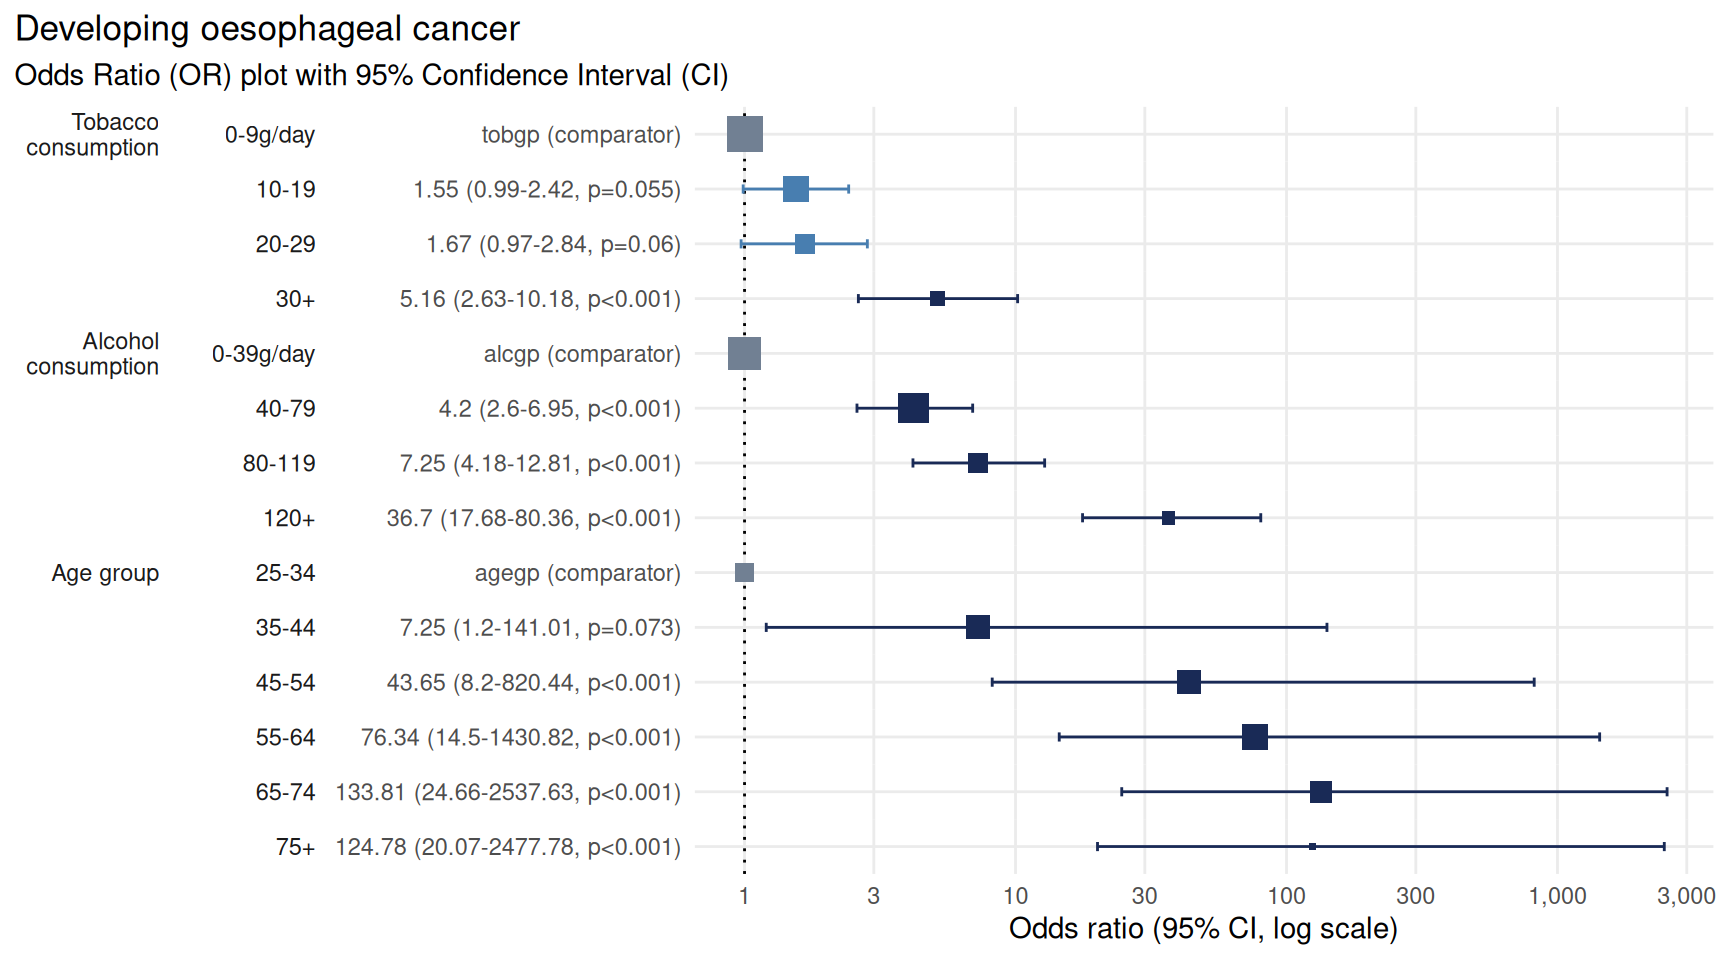 Developing oesophageal cancer
Odds Ratio (OR) plot with 95% Confidence Interval (CI)
Tobacco
consumption
0-9g/day tobgp (comparator)
10-19 1.55 (0.99-2.42, p=0.055)
20-29 1.67 (0.97-2.84, p=0.06)
30+ 5.16 (2.63-10.18, p<0.001)
Alcohol
consumption
0-39g/day alcgp (comparator)
40-79 4.2 (2.6-6.95, p<0.001)
80-119 7.25 (4.18-12.81, p<0.001)
120+ 36.7 (17.68-80.36, p<0.001)
Age group 25-34 agegp (comparator)
35-44 7.25 (1.2-141.01, p=0.073)
45-54 43.65 (8.2-820.44, p<0.001)
55-64 76.34 (14.5-1430.82, p<0.001)
65-74 133.81 (24.66-2537.63, p<0.001)
75+ 124.78 (20.07-2477.78, p<0.001)
1 3 10 30 100 300 1,000 3,000
Odds ratio (95% CI, log scale)